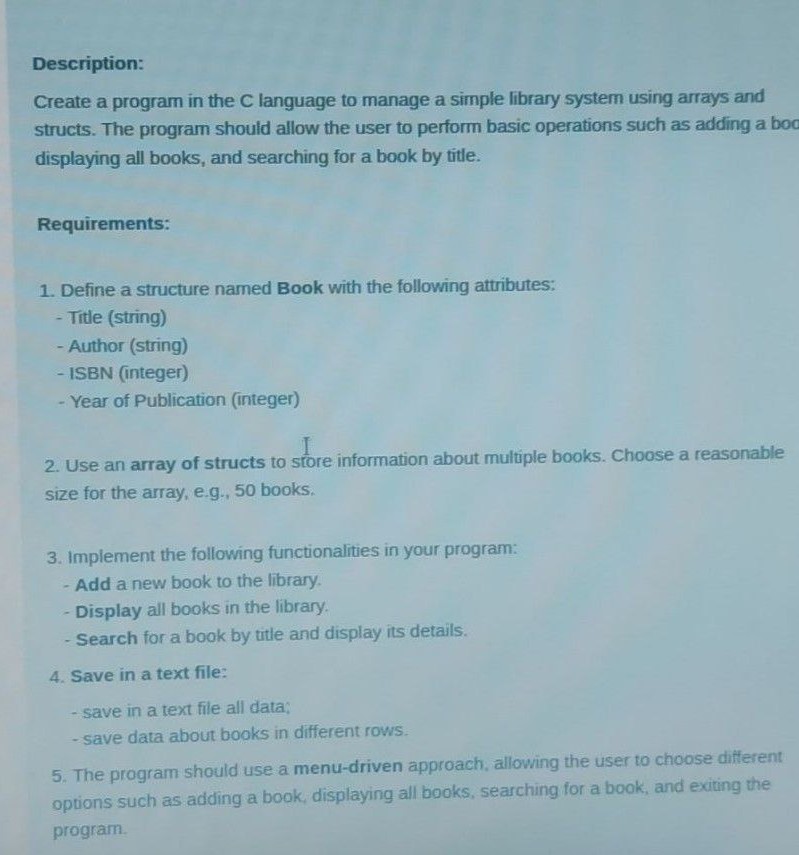 Description:
Create a program in the C language to manage a simple library system using arrays and
structs. The program should allow the user to perform basic operations such as adding a
displaying all books, and searching for a book by title.
Requirements:
1. Define a structure named Book with the following attributes:
- Title (string)
- Author (string)
- ISBN (integer)
- Year of Publication (integer)
2. Use an array of structs to store information about multiple books. Choose a reasonable
size for the array, e.g., 50 books.
3. Implement the following functionalities in your program:
- Add a new book to the library.
- Display all books in the library.
- Search for a book by title and display its details.
4. Save in a text file:
- save in a text file all data;
- save data about books in different rows.
5. The program should use a menu-driven approach, allowing the user to choose different
options such as adding a book, displaying all books, searching for a book, and exiting the
program.